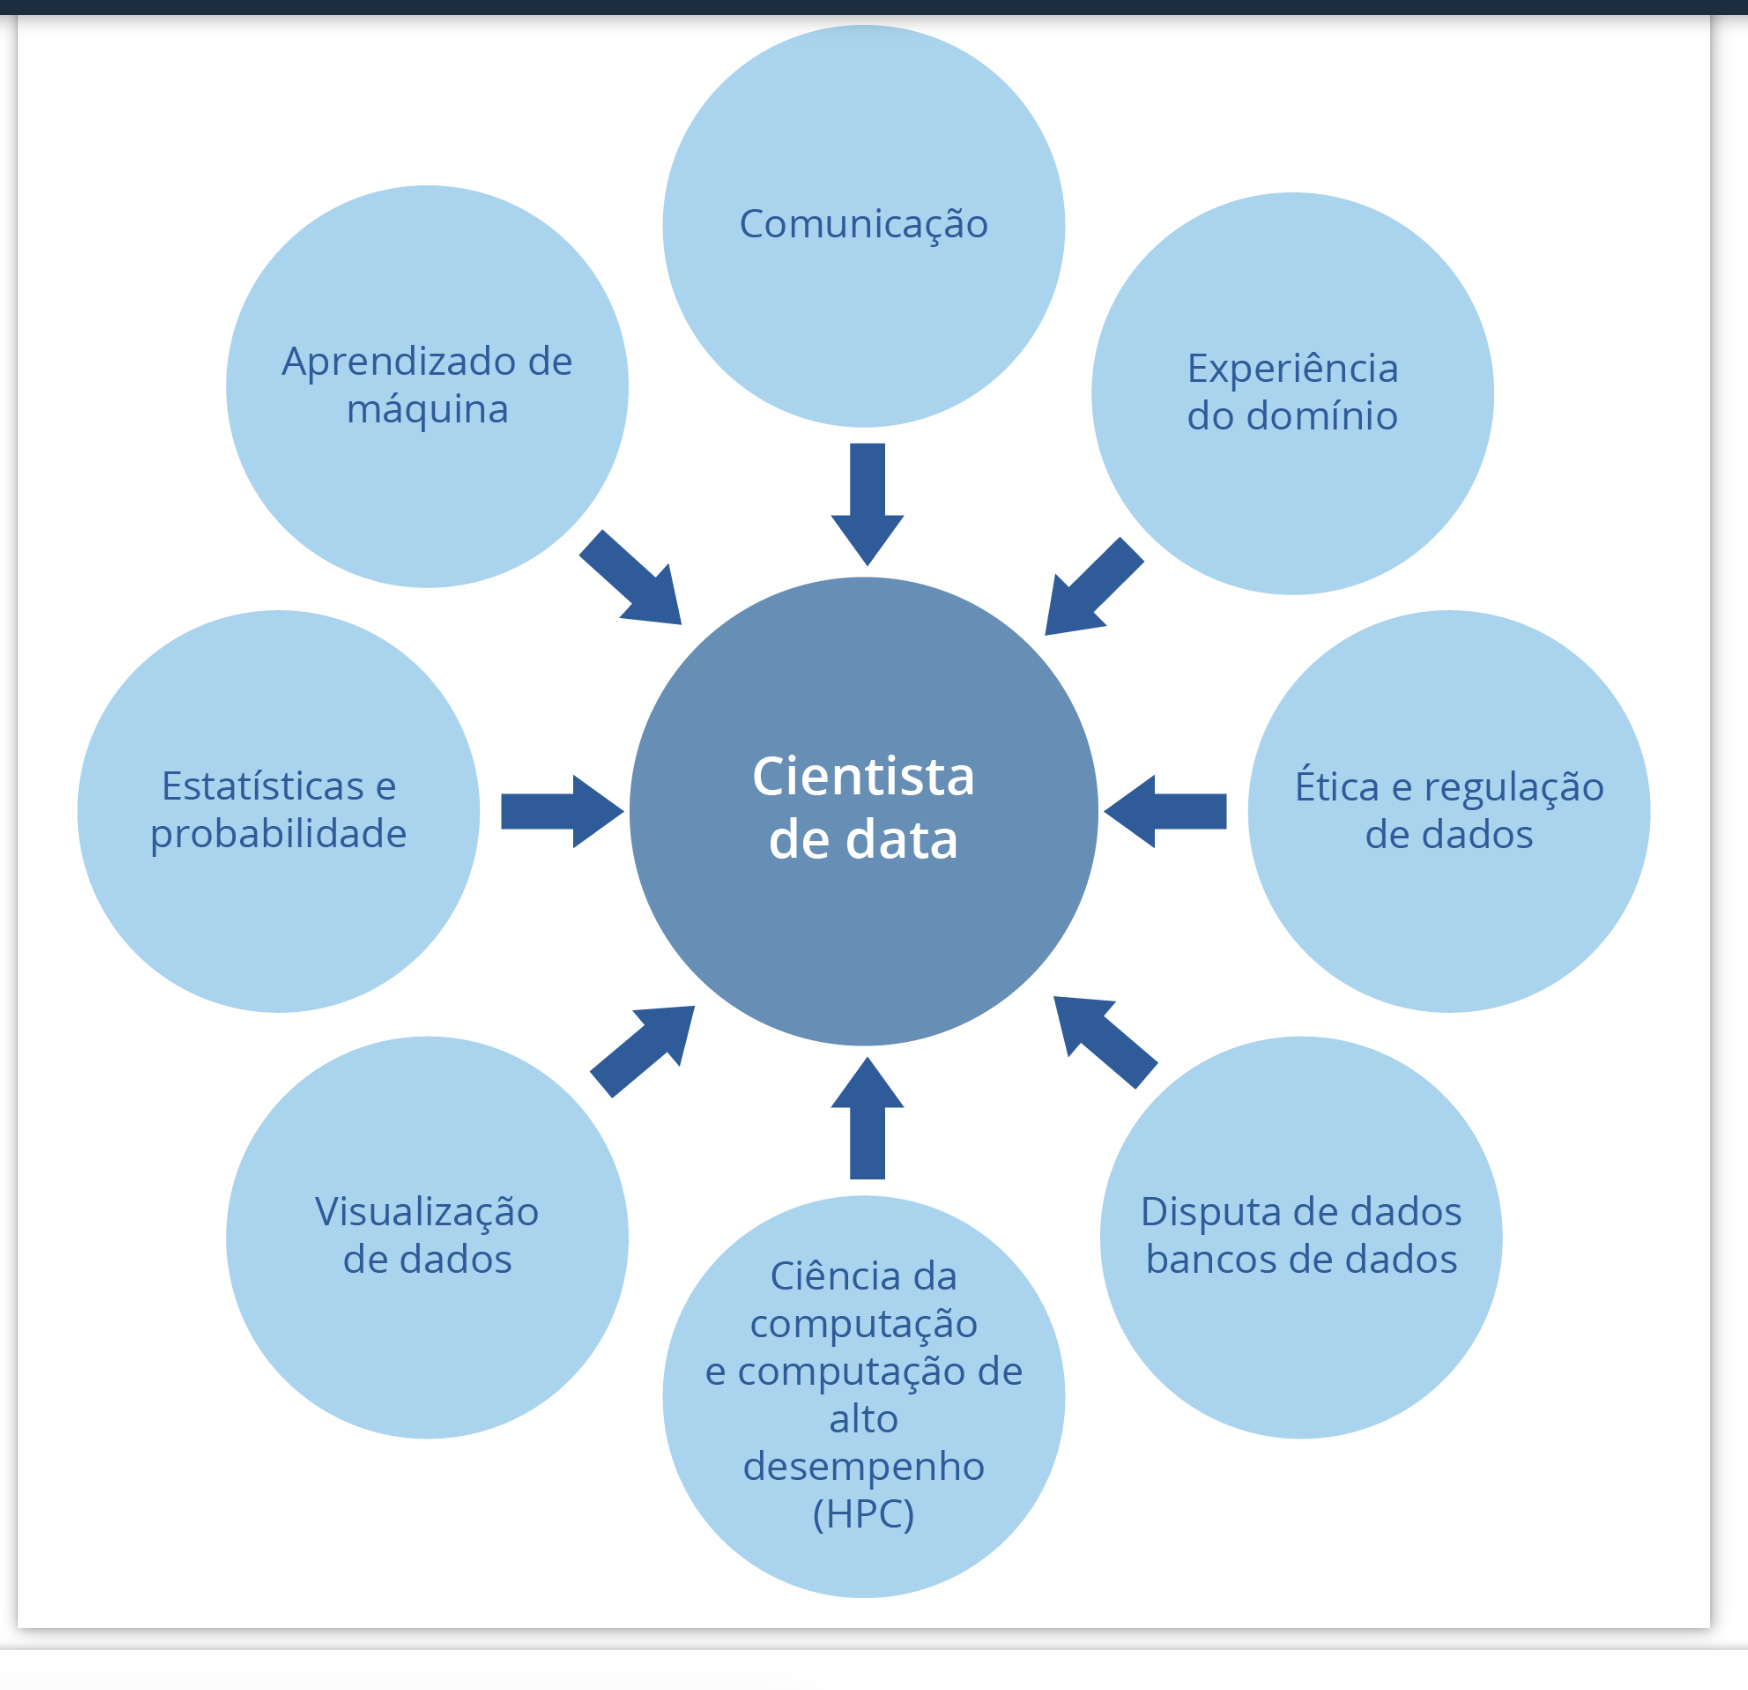 Comunicação
Aprendizado de
máquina
Experiência
do domínio
Estatísticas e
probabilidade
Cientista
de data
Ética e regulação
de dados
Visualização
de dados
Ciência da
computação
e computação de
alto
desempenho
(HPC)
Disputa de dados
bancos de dados